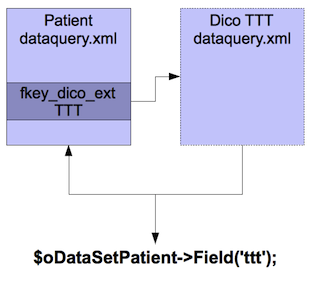 Patient
dataquery.xml
fkey_dico_ext
TTT
Dico TTT
dataquery.xml
$oDataSetPatient->Field('ttt');